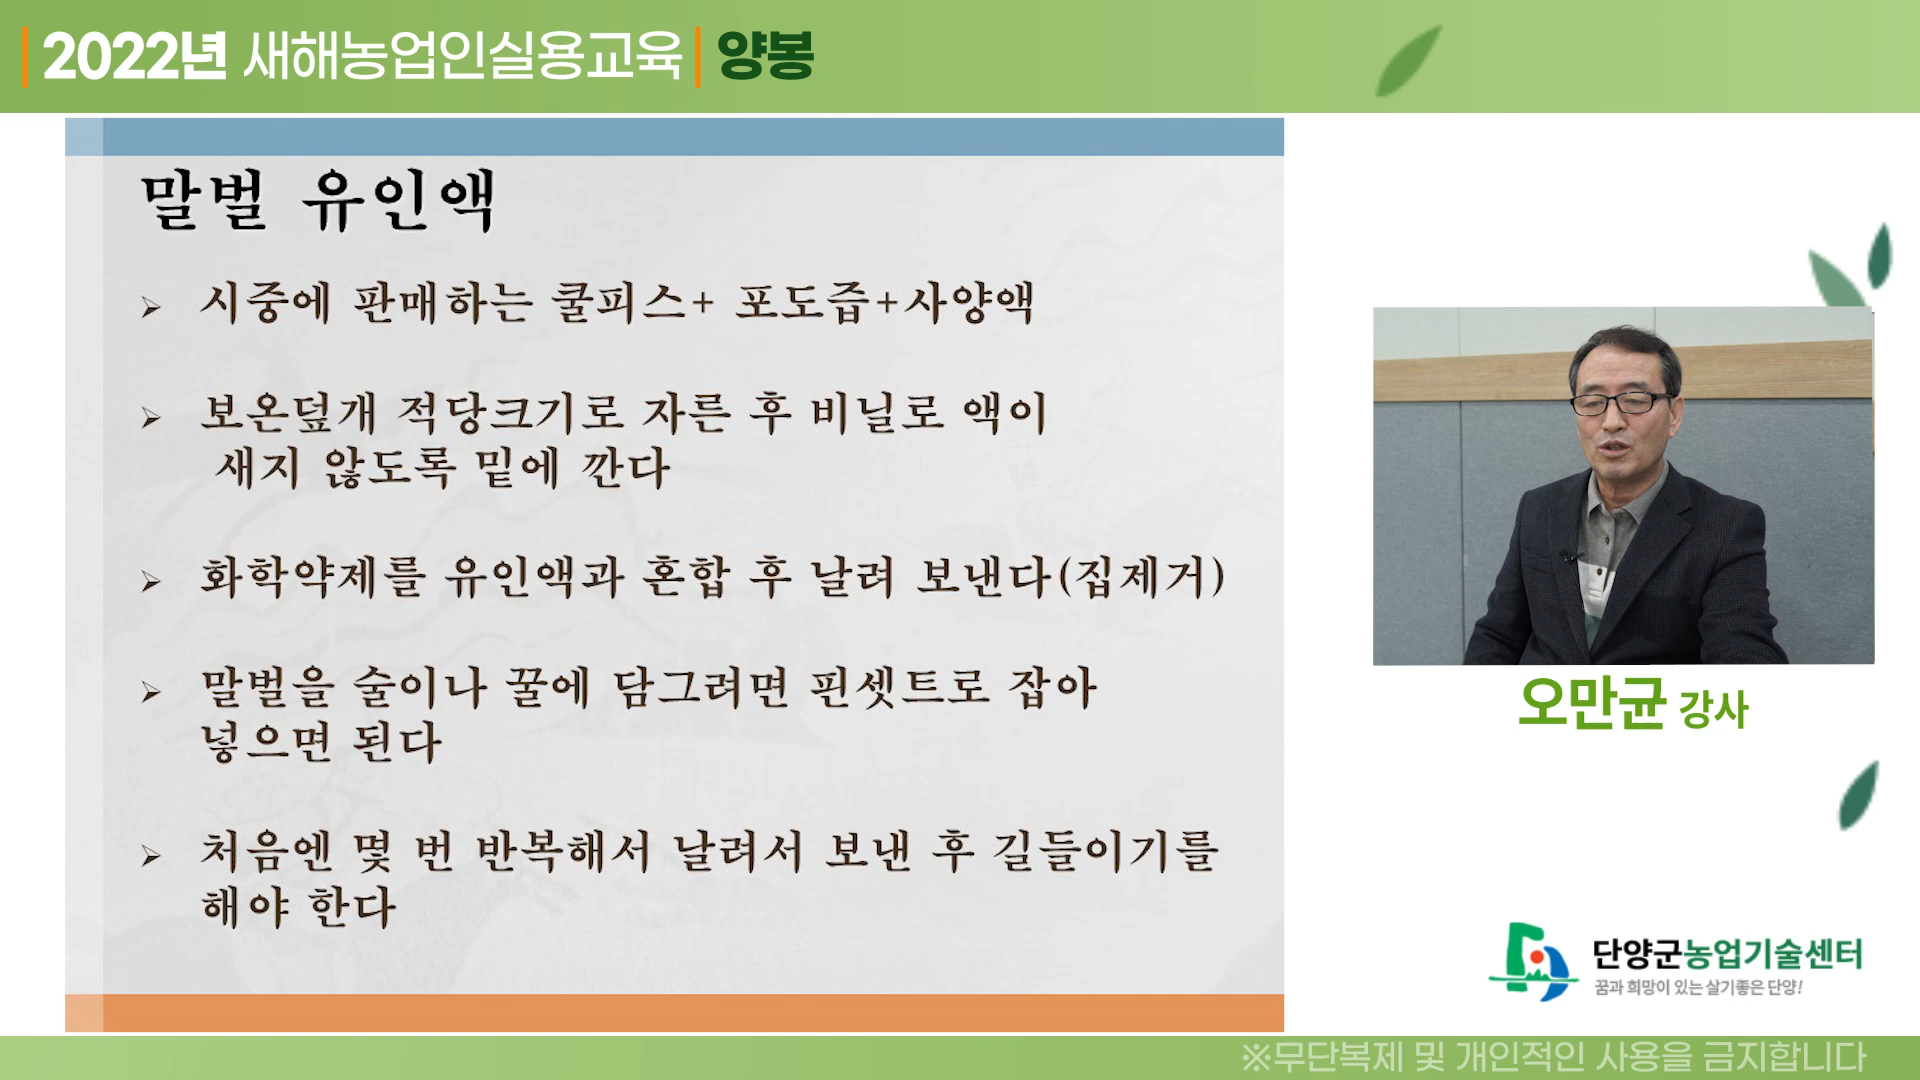 2022년 새해농업인실용교육 양봉
말벌 유인액
➢ 시중에 판매하는 쿨피스+ 포도즙+사양액
➢ 보온덮개 적당크기로 자른 후 비닐로 액이
새지 않도록 밑에 깐다
➢ 화학약제를 유인액과 혼합 후 날려 보낸다(집제거)
➢ 말벌을 술이나 꿀에 담그려면 핀셋트로 잡아
넣으면 된다
➢ 처음엔 몇 번 반복해서 날려서 보낸 후 길들이기를
해야 한다
오만균 강사
단양군농업기술센터
꿈과 희망이 있는 살기좋은 단양!
※무단복제 및 개인적인 사용을 금지합니다